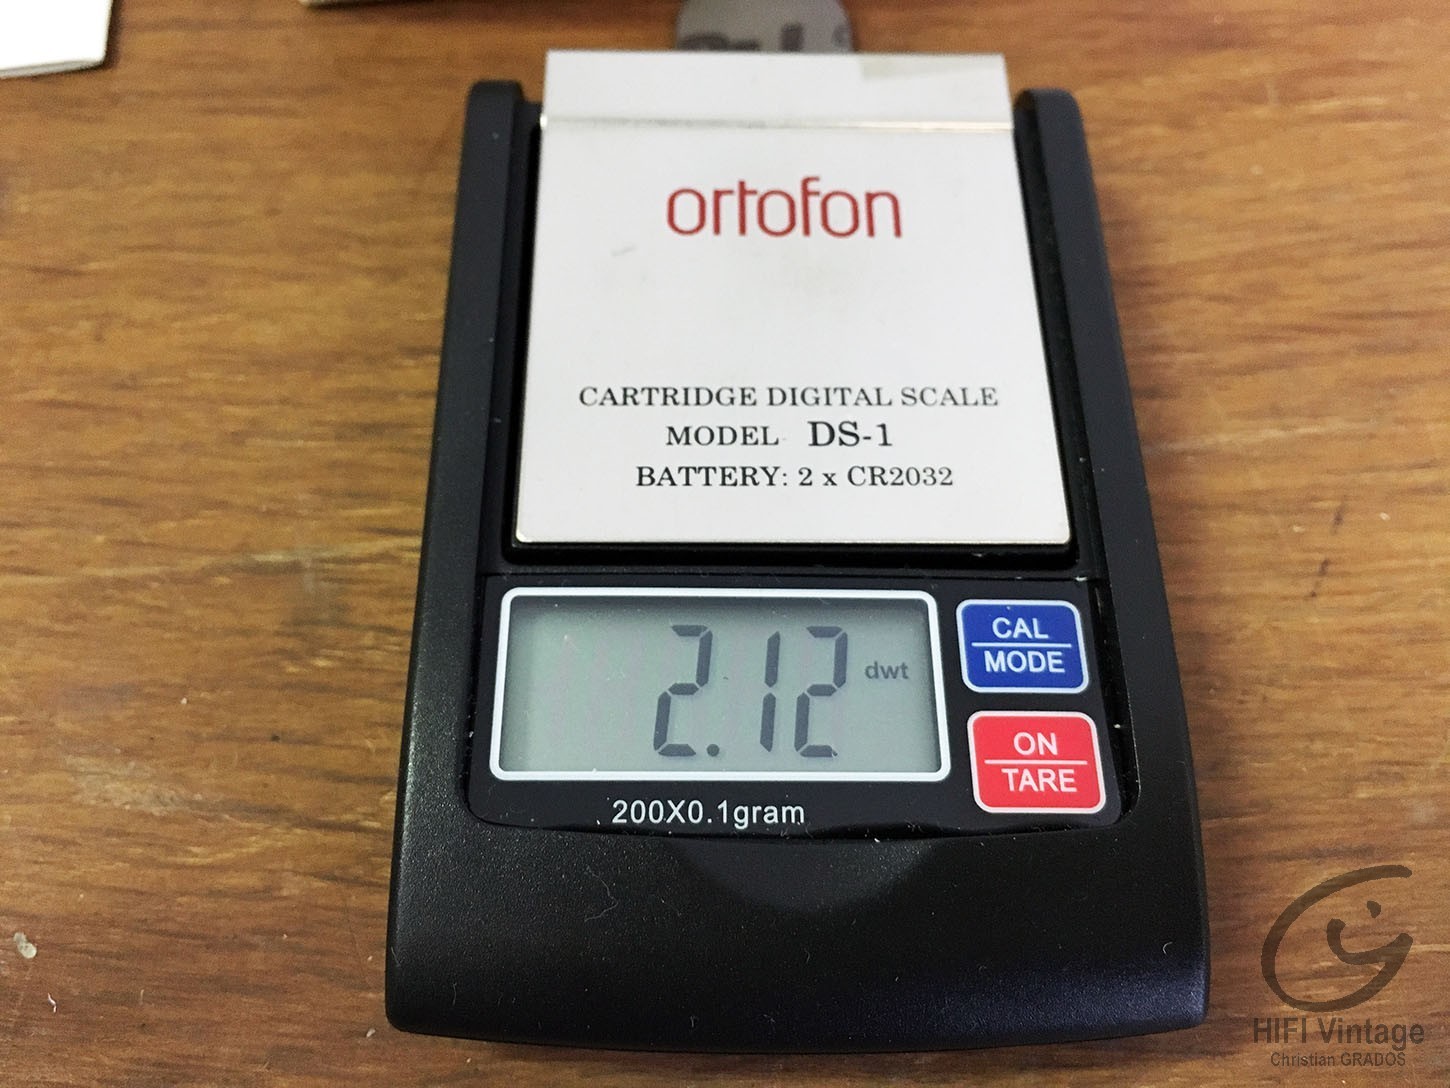 ortofon
CARTRIDGE DIGITAL SCALE
MODEL DS-1
BATTERY: 2 x CR2032
2.12 dwt
CAL
MODE
ON
TARE
200X0.1gram
HIFI Vintage
Christian GRADOS